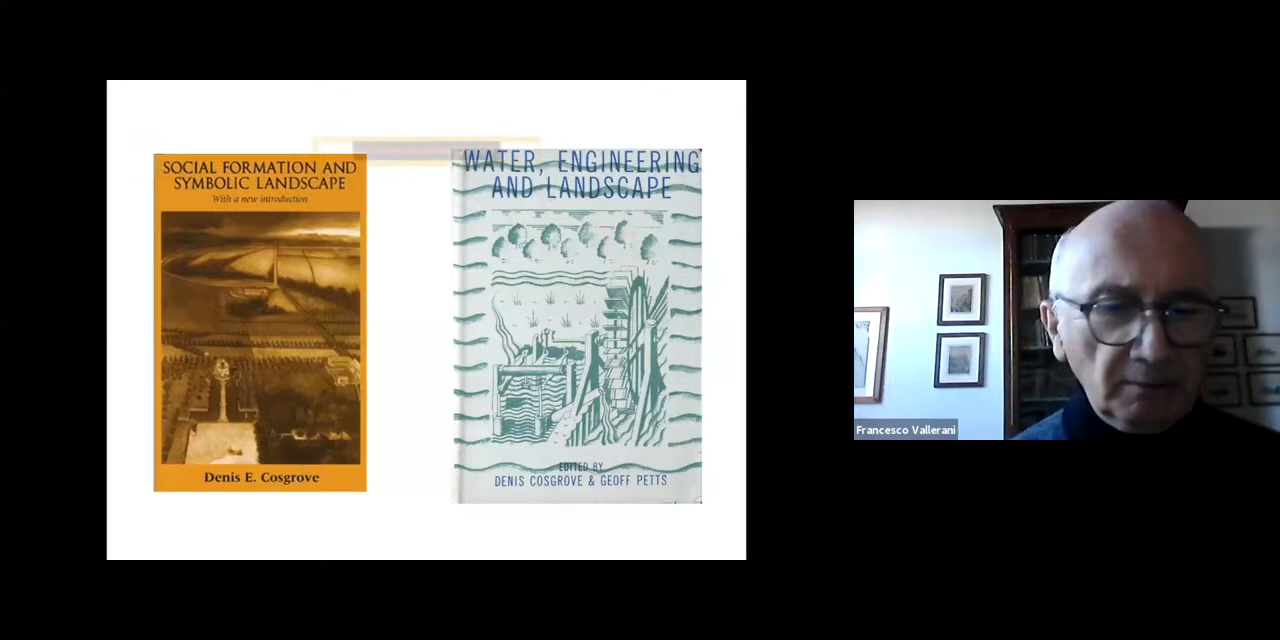 SOCIAL FORMATION AND
SYMBOLIC LANDSCAPE
With a new introduction
Denis E. Cosgrove
WATER, ENGINEERING
AND LANDSCAPE
EDITED BY
DENIS COSGROVE & GEOFF PETTS
Francesco Vallerani